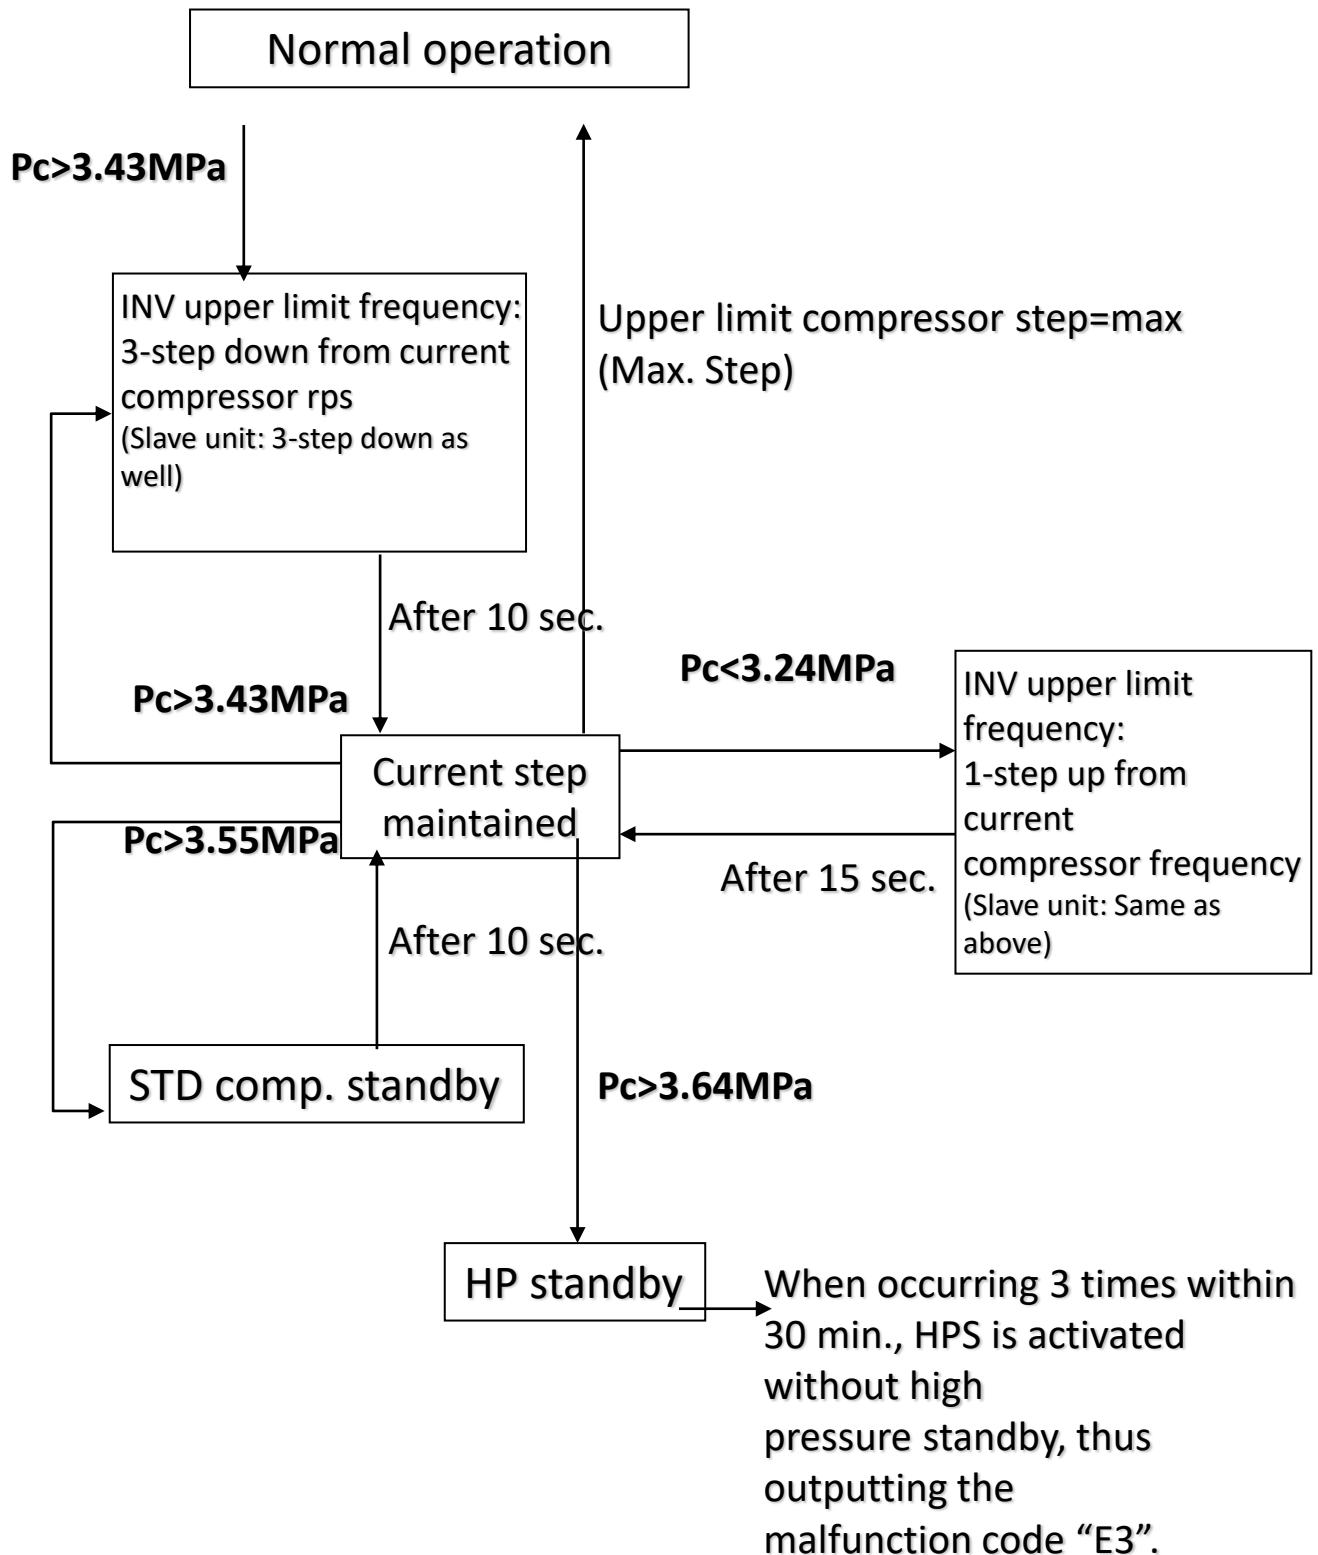 Normal operation
Pc>3.43MPa
INV upper limit frequency:
3-step down from current
compressor rps
(Slave unit: 3-step down as
well)
Upper limit compressor step=max
(Max. Step)
After 10 sec.
Pc>3.43MPa
Pc<3.24MPa
INV upper limit
frequency:
1-step up from
current
compressor frequency
(Slave unit: Same as
above)
Current step
maintained
Pc>3.55MPa
After 15 sec.
After 10 sec.
STD comp. standby
Pc>3.64MPa
HP standby
When occurring 3 times within
30 min., HPS is activated
without high
pressure standby, thus
outputting the
malfunction code “E3”.